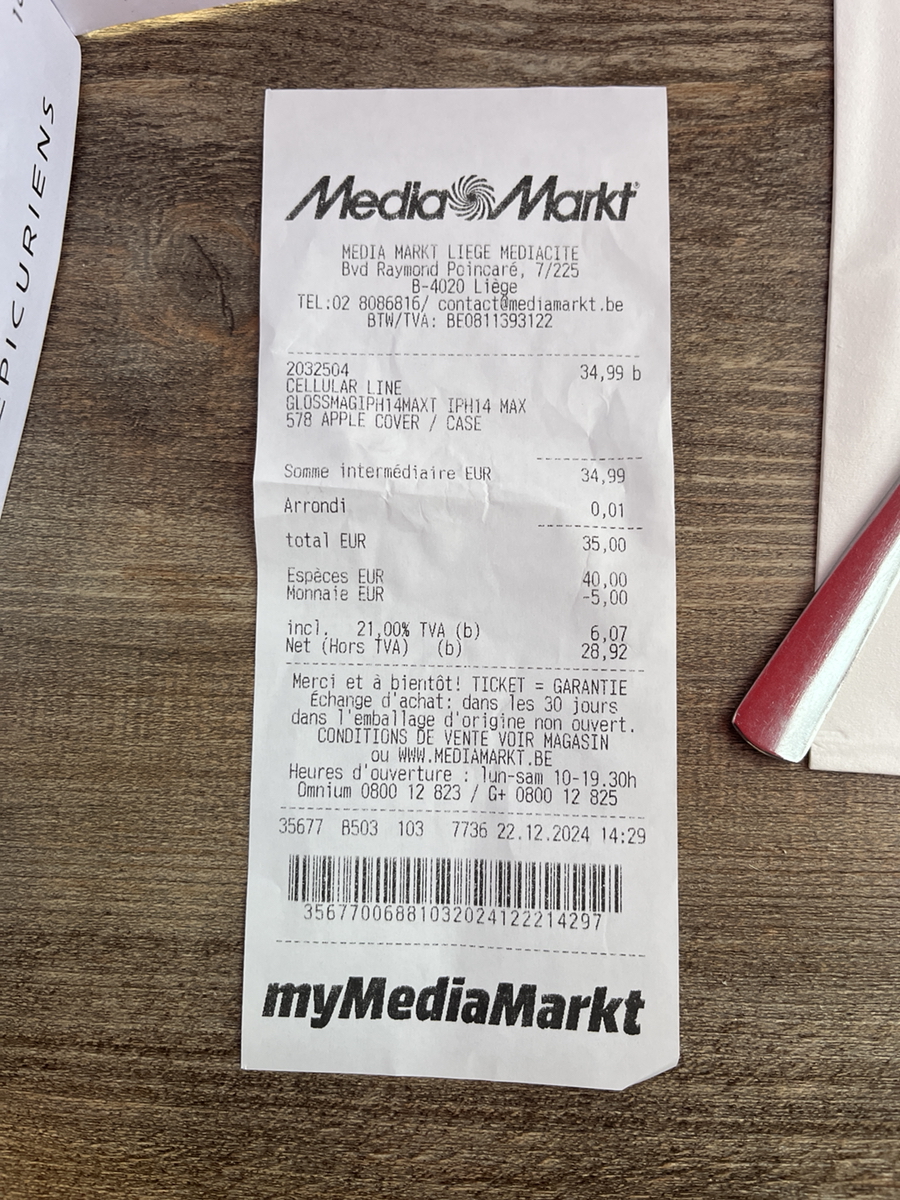 EPICURIENS
Media Markt
MEDIA MARKT LIEGE MEDIACITE
Bvd Raymond Poincaré, 7/225
B-4020 Liège
TEL:02 8086816/ contact@mediamarkt.be
BTW/TVA: BE0811393122
2032504 34,99 b
CELLULAR LINE
GLOSSMAGIPH14MAXT IPH14 MAX
578 APPLE COVER / CASE
Somme intermédiaire EUR 34,99
Arrondi 0,01
total EUR 35,00
Espèces EUR 40,00
Monnaie EUR -5,00
incl. 21,00% TVA (b) 6,07
Net (Hors TVA) (b) 28,92
Merci et à bientôt! TICKET = GARANTIE
Échange d'achat: dans les 30 jours
dans l'emballage d'origine non ouvert.
CONDITIONS DE VENTE VOIR MAGASIN
ou WWW.MEDIAMARKT.BE
Heures d'ouverture : lun-sam 10-19.30h
Omnium 0800 12 823 / G+ 0800 12 825
35677 B503 103 7736 22.12.2024 14:29
35677006881032024122214297
myMediaMarkt